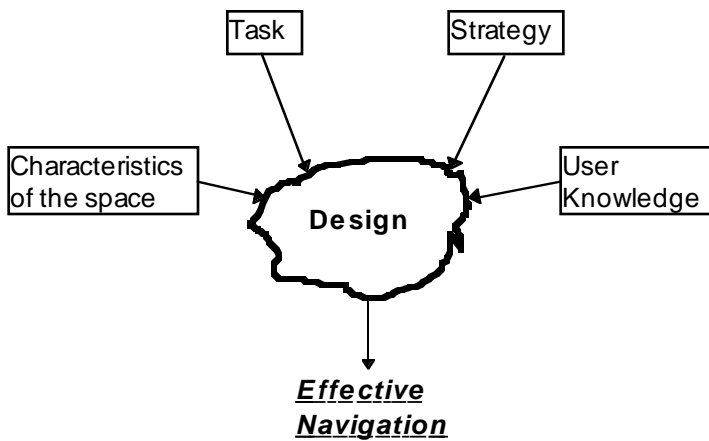 Task
Strategy
Characteristics
of the space
User
Knowledge
Design
Effective
Navigation